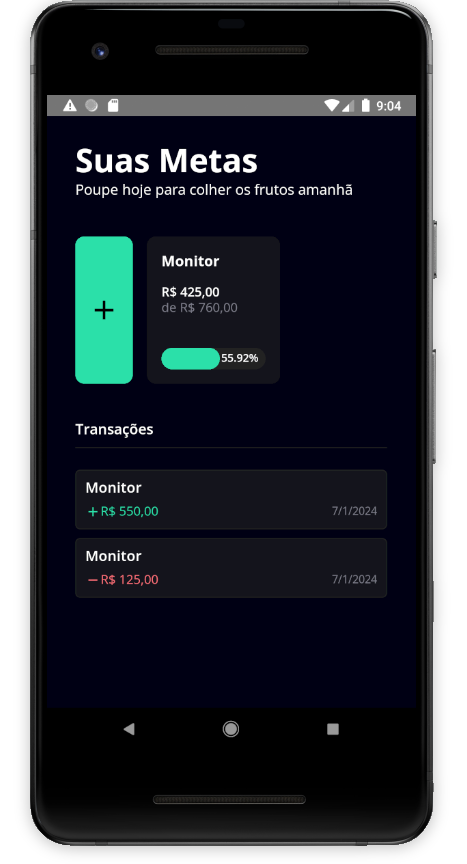 9:04
Suas Metas
Poupe hoje para colher os frutos amanhã
+
Monitor
R$ 425,00
de R$ 760,00
55.92%
Transações
Monitor
+ R$ 550,00 7/1/2024
Monitor
− R$ 125,00 7/1/2024